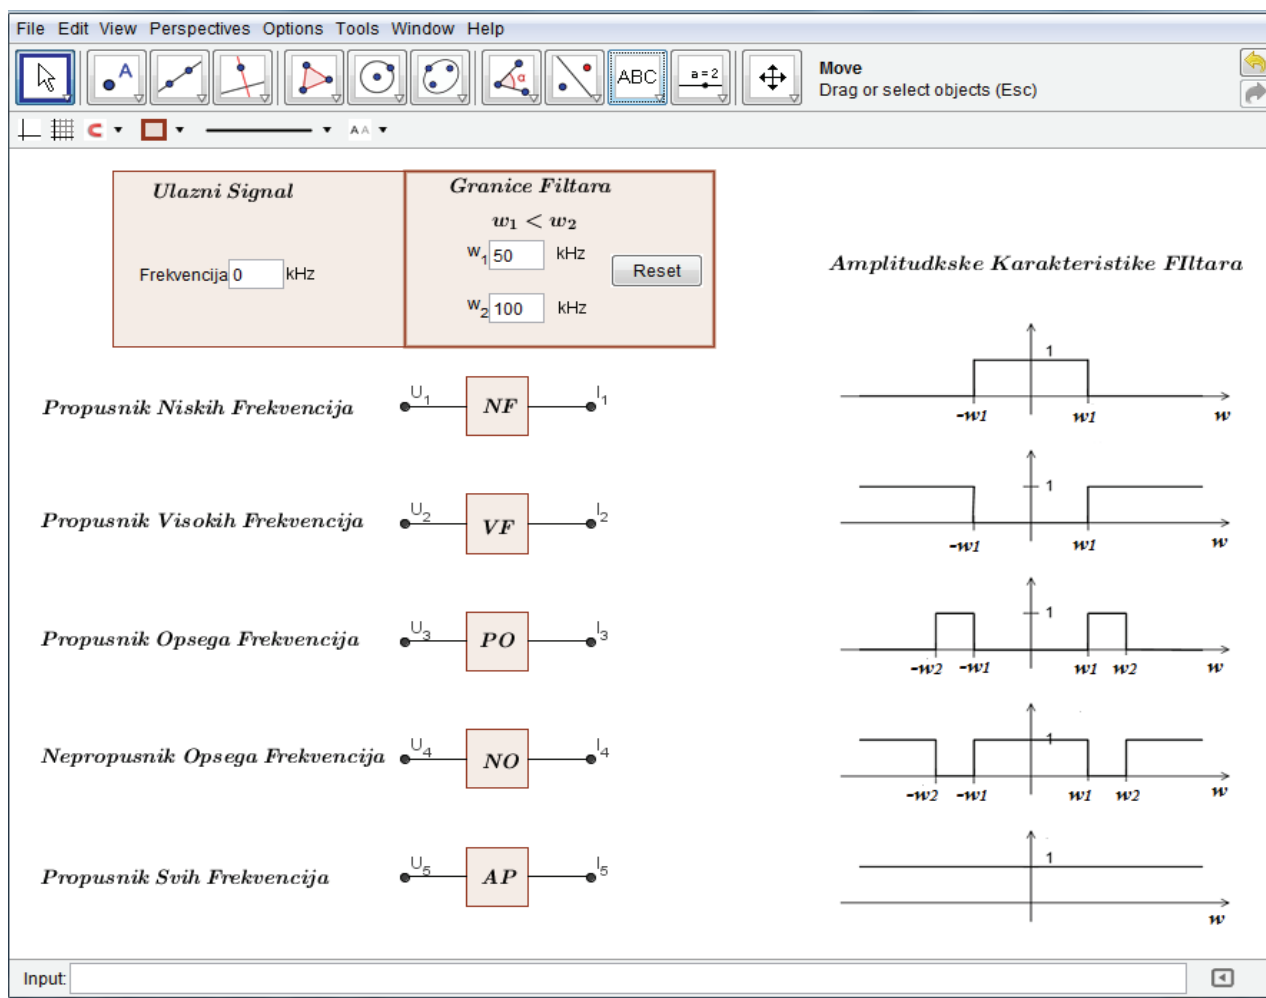 File Edit View Perspectives Options Tools Window Help
A
α
ABC
a = 2
Move
Drag or select objects (Esc)
A A
Ulazni Signal
Frekvencija 0 kHz
Granice Filtara
w1 < w2
w1 50 kHz
Reset
w2 100 kHz
Amplitudkske Karakteristike FIltara
Propusnik Niskih Frekvencija
U1 NF I1
1
-w1 w1 w
Propusnik Visokih Frekvencija
U2 VF I2
1
-w1 w1 w
Propusnik Opsega Frekvencija
U3 PO I3
1
-w2 -w1 w1 w2 w
Nepropusnik Opsega Frekvencija
U4 NO I4
1
-w2 -w1 w1 w2 w
Propusnik Svih Frekvencija
U5 AP I5
1
w
Input: